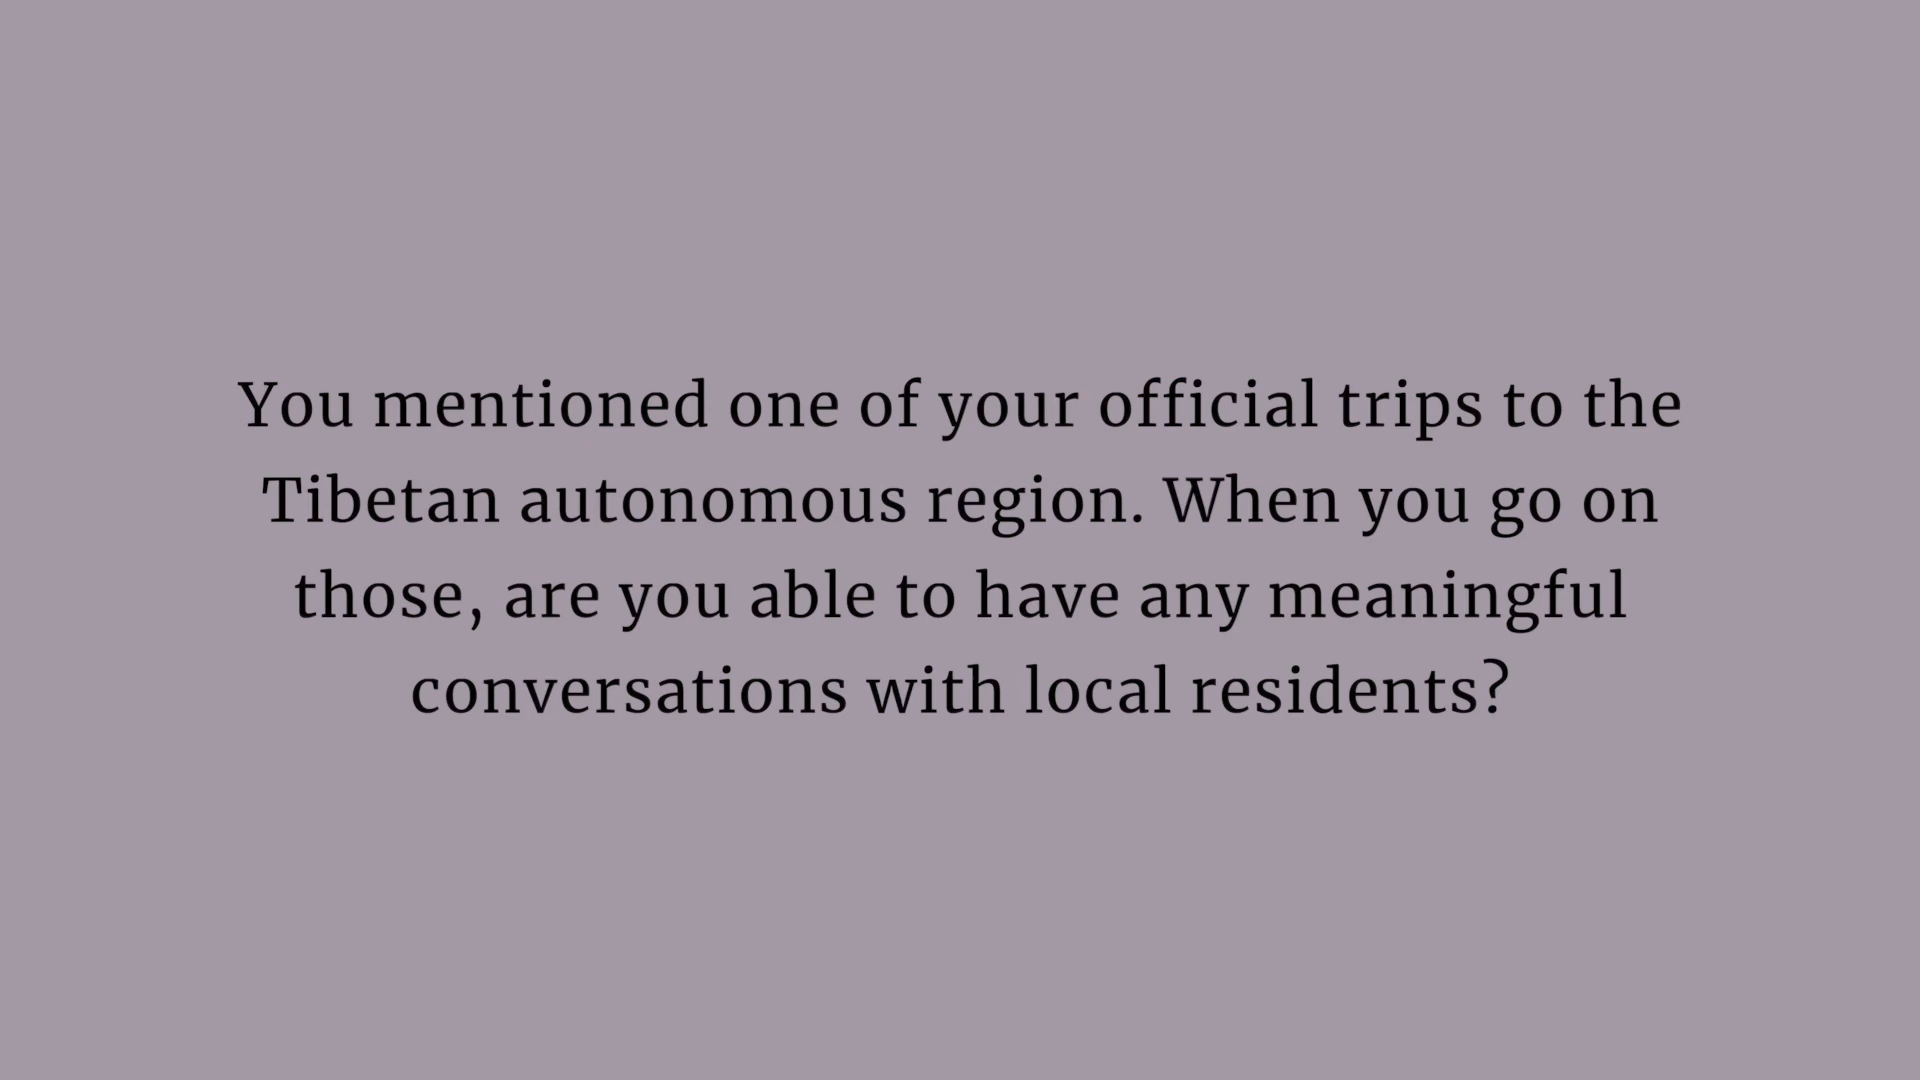 You mentioned one of your official trips to the
Tibetan autonomous region. When you go on
those, are you able to have any meaningful
conversations with local residents?